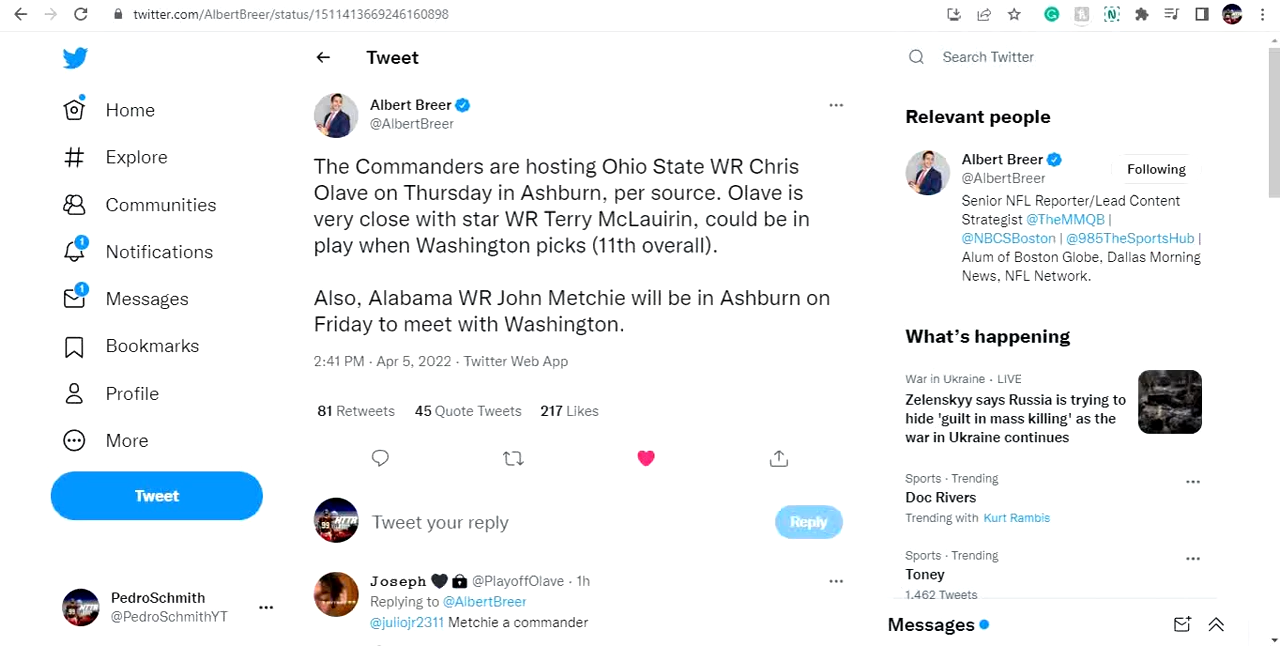 twitter.com/AlbertBreer/status/1511413669246160898
Home
Explore
Communities
1
Notifications
1
Messages
Bookmarks
Profile
More
Tweet
PedroSchmith
@PedroSchmithYT
Tweet
Albert Breer
@AlbertBreer
The Commanders are hosting Ohio State WR Chris
Olave on Thursday in Ashburn, per source. Olave is
very close with star WR Terry McLauirin, could be in
play when Washington picks (11th overall).
Also, Alabama WR John Metchie will be in Ashburn on
Friday to meet with Washington.
2:41 PM · Apr 5, 2022 · Twitter Web App
81 Retweets 45 Quote Tweets 217 Likes
Tweet your reply
Reply
Joseph @PlayoffOlave · 1h
Replying to @AlbertBreer
@juliojr2311 Metchie a commander
Search Twitter
Relevant people
Albert Breer
@AlbertBreer
Following
Senior NFL Reporter/Lead Content
Strategist @TheMMQB |
@NBCSBoston | @985TheSportsHub |
Alum of Boston Globe, Dallas Morning
News, NFL Network.
What's happening
War in Ukraine · LIVE
Zelenskyy says Russia is trying to
hide 'guilt in mass killing' as the
war in Ukraine continues
Sports · Trending
Doc Rivers
Trending with Kurt Rambis
Sports · Trending
Toney
1,462 Tweets
Messages